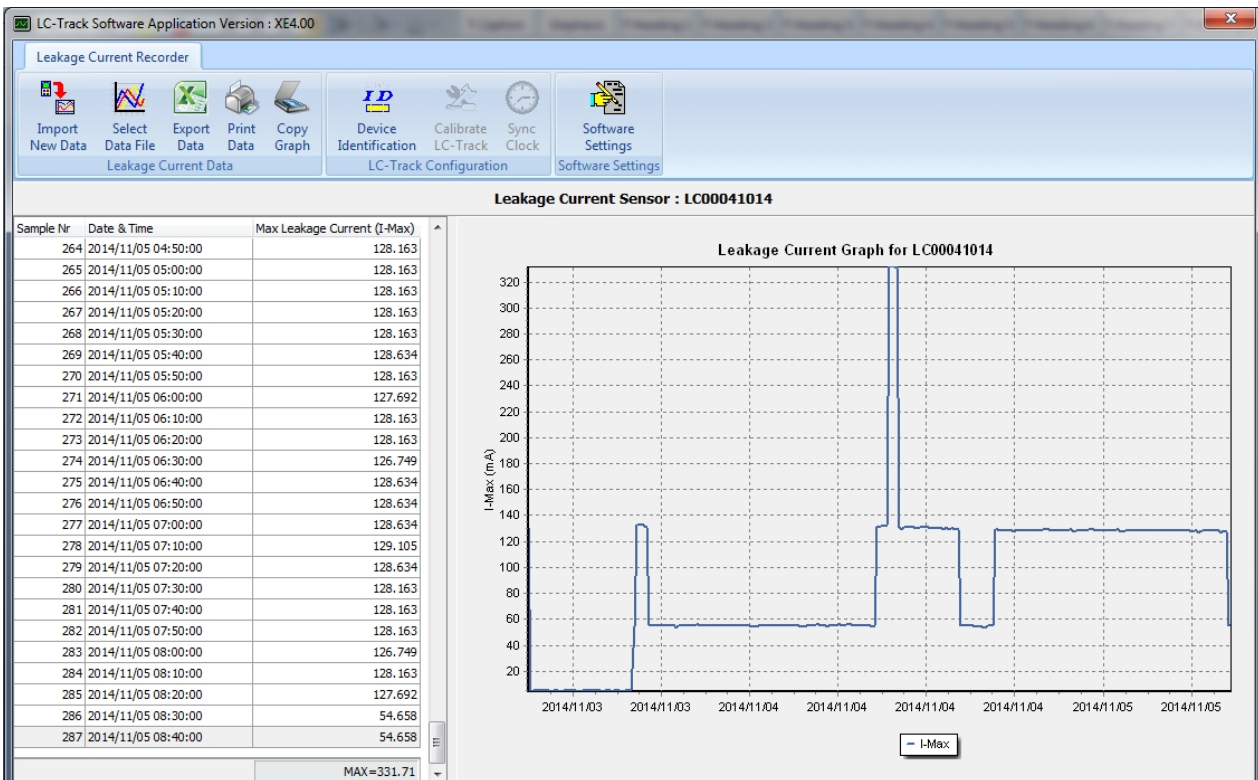 LC-Track Software Application Version : XE4.00
Leakage Current Recorder
Import New Data
Select Data File
Export Data
Print Data
Copy Graph
Device Identification
Calibrate LC-Track
Sync Clock
Software Settings
Leakage Current Data
LC-Track Configuration
Software Settings
Leakage Current Sensor : LC00041014
Sample Nr Date & Time Max Leakage Current (I-Max)
264 2014/11/05 04:50:00 128.163
265 2014/11/05 05:00:00 128.163
266 2014/11/05 05:10:00 128.163
267 2014/11/05 05:20:00 128.163
268 2014/11/05 05:30:00 128.163
269 2014/11/05 05:40:00 128.634
270 2014/11/05 05:50:00 128.163
271 2014/11/05 06:00:00 127.692
272 2014/11/05 06:10:00 128.163
273 2014/11/05 06:20:00 128.163
274 2014/11/05 06:30:00 126.749
275 2014/11/05 06:40:00 128.634
276 2014/11/05 06:50:00 128.634
277 2014/11/05 07:00:00 128.634
278 2014/11/05 07:10:00 129.105
279 2014/11/05 07:20:00 128.634
280 2014/11/05 07:30:00 128.163
281 2014/11/05 07:40:00 128.163
282 2014/11/05 07:50:00 128.163
283 2014/11/05 08:00:00 126.749
284 2014/11/05 08:10:00 128.163
285 2014/11/05 08:20:00 127.692
286 2014/11/05 08:30:00 54.658
287 2014/11/05 08:40:00 54.658
MAX=331.71
Leakage Current Graph for LC00041014
I-Max (mA)
320
300
280
260
240
220
200
180
160
140
120
100
80
60
40
20
2014/11/03 2014/11/03 2014/11/04 2014/11/04 2014/11/04 2014/11/04 2014/11/05 2014/11/05
I-Max